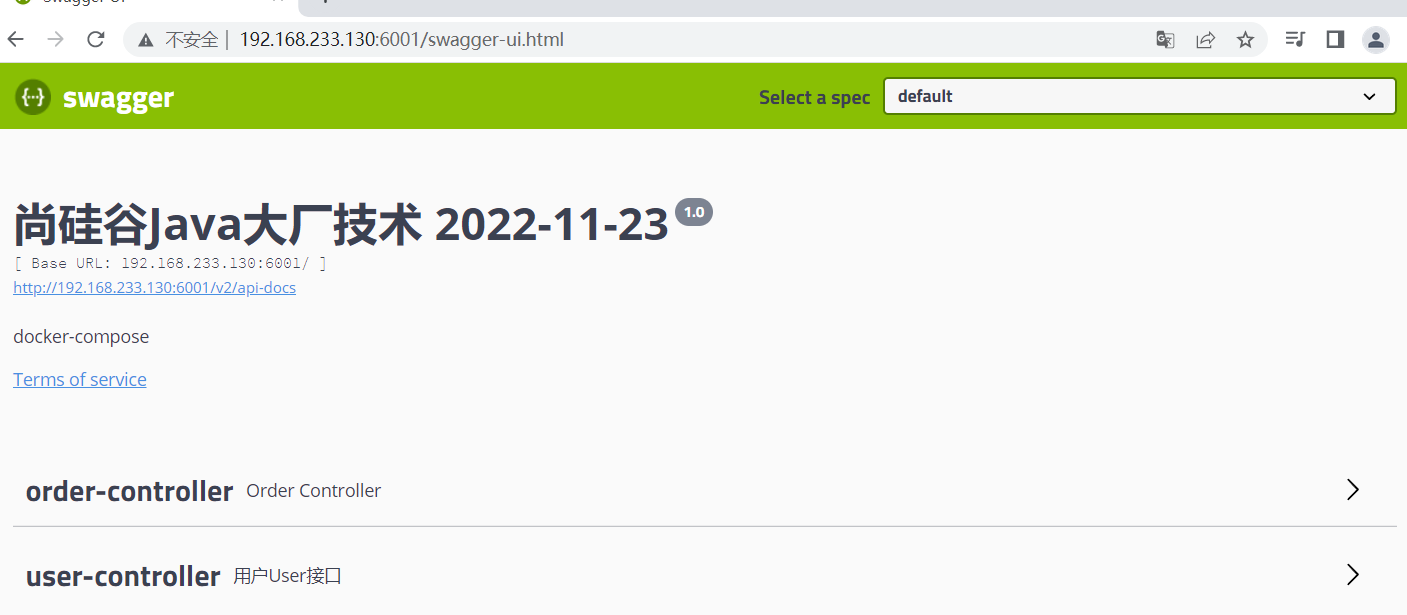 不安全 | 192.168.233.130:6001/swagger-ui.html
{··} swagger
Select a spec
default
尚硅谷Java大厂技术 2022-11-23 1.0
[ Base URL: 192.168.233.130:6001/ ]
http://192.168.233.130:6001/v2/api-docs
docker-compose
Terms of service
order-controller Order Controller
user-controller 用户User接口